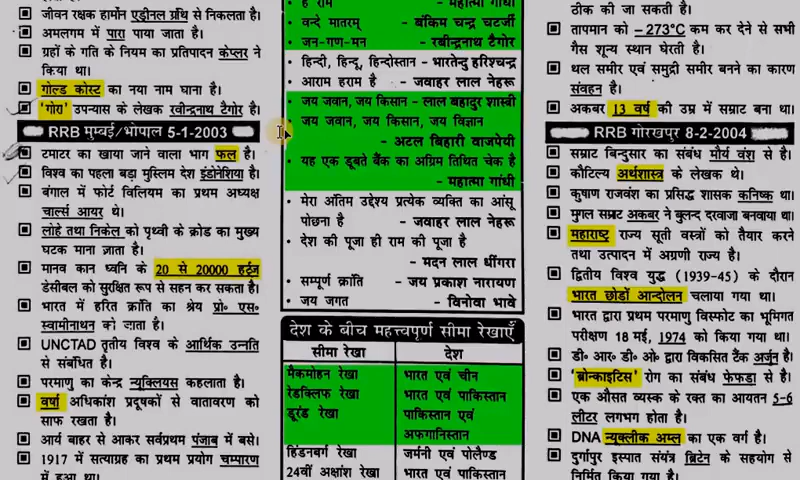 जीवन रक्षक हार्मोन एड्रीनल ग्रंथि से निकलता है।
अमलगम में पारा पाया जाता है।
ग्रहों के गति के नियम का प्रतिपादन केप्लर ने
किया था।
गोल्ड कोस्ट का नया नाम घाना है।
'गोरा' उपन्यास के लेखक रवीन्द्रनाथ टैगोर है।
RRB मुम्बई/भोपाल 5-1-2003
टमाटर का खाया जाने वाला भाग फल है।
विश्व का पहला बड़ा मुस्लिम देश इंडोनेशिया है।
बंगाल में फोर्ट विलियम का प्रथम अध्यक्ष
चार्ल्स आयर थे।
लोहे तथा निकेल को पृथ्वी के क्रोड का मुख्य
घटक माना जाता है।
मानव कान ध्वनि के 20 से 20000 हर्ट्ज
डेसीबल को सुरक्षित रूप से सहन कर सकता है।
भारत में हरित क्रांति का श्रेय प्रो॰ एस॰
स्वामीनाथन को जाता है।
UNCTAD तृतीय विश्व के आर्थिक उन्नति
से संबंधित है।
परमाणु का केन्द्र न्यूक्लियस कहलाता है।
वर्षा अधिकांश प्रदूषकों से वातावरण को
साफ रखता है।
आर्य बाहर से आकर सर्वप्रथम पंजाब में बसे।
1917 में सत्याग्रह का प्रथम प्रयोग चम्पारण
में हुआ था।
हे राम - महात्मा गांधी
वन्दे मातरम् - बंकिम चन्द्र चटर्जी
जन-गण-मन - रबीन्द्रनाथ टैगोर
हिन्दी, हिन्दू, हिन्दोस्तान - भारतेन्दु हरिश्चन्द्र
आराम हराम है - जवाहर लाल नेहरू
जय जवान, जय किसान - लाल बहादुर शास्त्री
जय जवान, जय किसान, जय विज्ञान
- अटल बिहारी वाजपेयी
यह एक डूबते बैंक का अग्रिम तिथित चेक है
- महात्मा गांधी
मेरा अंतिम उद्देश्य प्रत्येक व्यक्ति का आंसू
पोछना है - जवाहर लाल नेहरू
देश की पूजा ही राम की पूजा है
- मदन लाल धींगरा
सम्पूर्ण क्रांति - जय प्रकाश नारायण
जय जगत - विनोवा भावे
देश के बीच महत्त्वपूर्ण सीमा रेखाएँ
सीमा रेखा देश
मैकमोहन रेखा भारत एवं चीन
रेडक्लिफ रेखा भारत एवं पाकिस्तान
डूरंड रेखा पाकिस्तान एवं
अफगानिस्तान
हिंडनबर्ग रेखा जर्मनी एवं पोलैण्ड
24वीं अक्षांश रेखा भारत एवं पाकिस्तान
ठीक की जा सकती है।
तापमान को -273°C कम कर देने से सभी
गैस शून्य स्थान घेरती है।
थल समीर एवं समुद्री समीर बनने का कारण
संवहन है।
अकबर 13 वर्ष की उम्र में सम्राट बना था।
RRB गोरखपुर 8-2-2004
सम्राट बिन्दुसार का संबंध मौर्य वंश से है।
कौटिल्य अर्थशास्त्र के लेखक थे।
कुषाण राजवंश का प्रसिद्ध शासक कनिष्क था।
मुगल सम्राट अकबर ने बुलन्द दरवाजा बनवाया था।
महाराष्ट्र राज्य सूती वस्त्रों को तैयार करने
तथा उत्पादन में अग्रणी राज्य है।
द्वितीय विश्व युद्ध (1939-45) के दौरान
भारत छोडों आन्दोलन चलाया गया था।
भारत द्वारा प्रथम परमाणु विस्फोट का भूमिगत
परीक्षण 18 मई, 1974 को किया गया था।
डी॰ आर॰ डी॰ ओ॰ द्वारा विकसित टैंक अर्जुन है।
'ब्रोन्काइटिस' रोग का संबंध फेफडा से है।
एक औसत व्यस्क के रक्त का आयतन 5-6
लीटर लगभग होता है।
DNA न्यूक्लीक अम्ल का एक वर्ग है।
दुर्गापुर इस्पात संयंत्र ब्रिटेन के सहयोग से
निर्मित किया गया है।